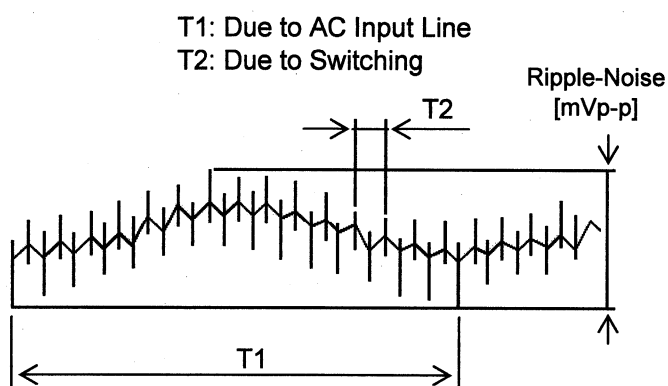 T1: Due to AC Input Line
T2: Due to Switching
Ripple-Noise
[mVp-p]
T2
T1